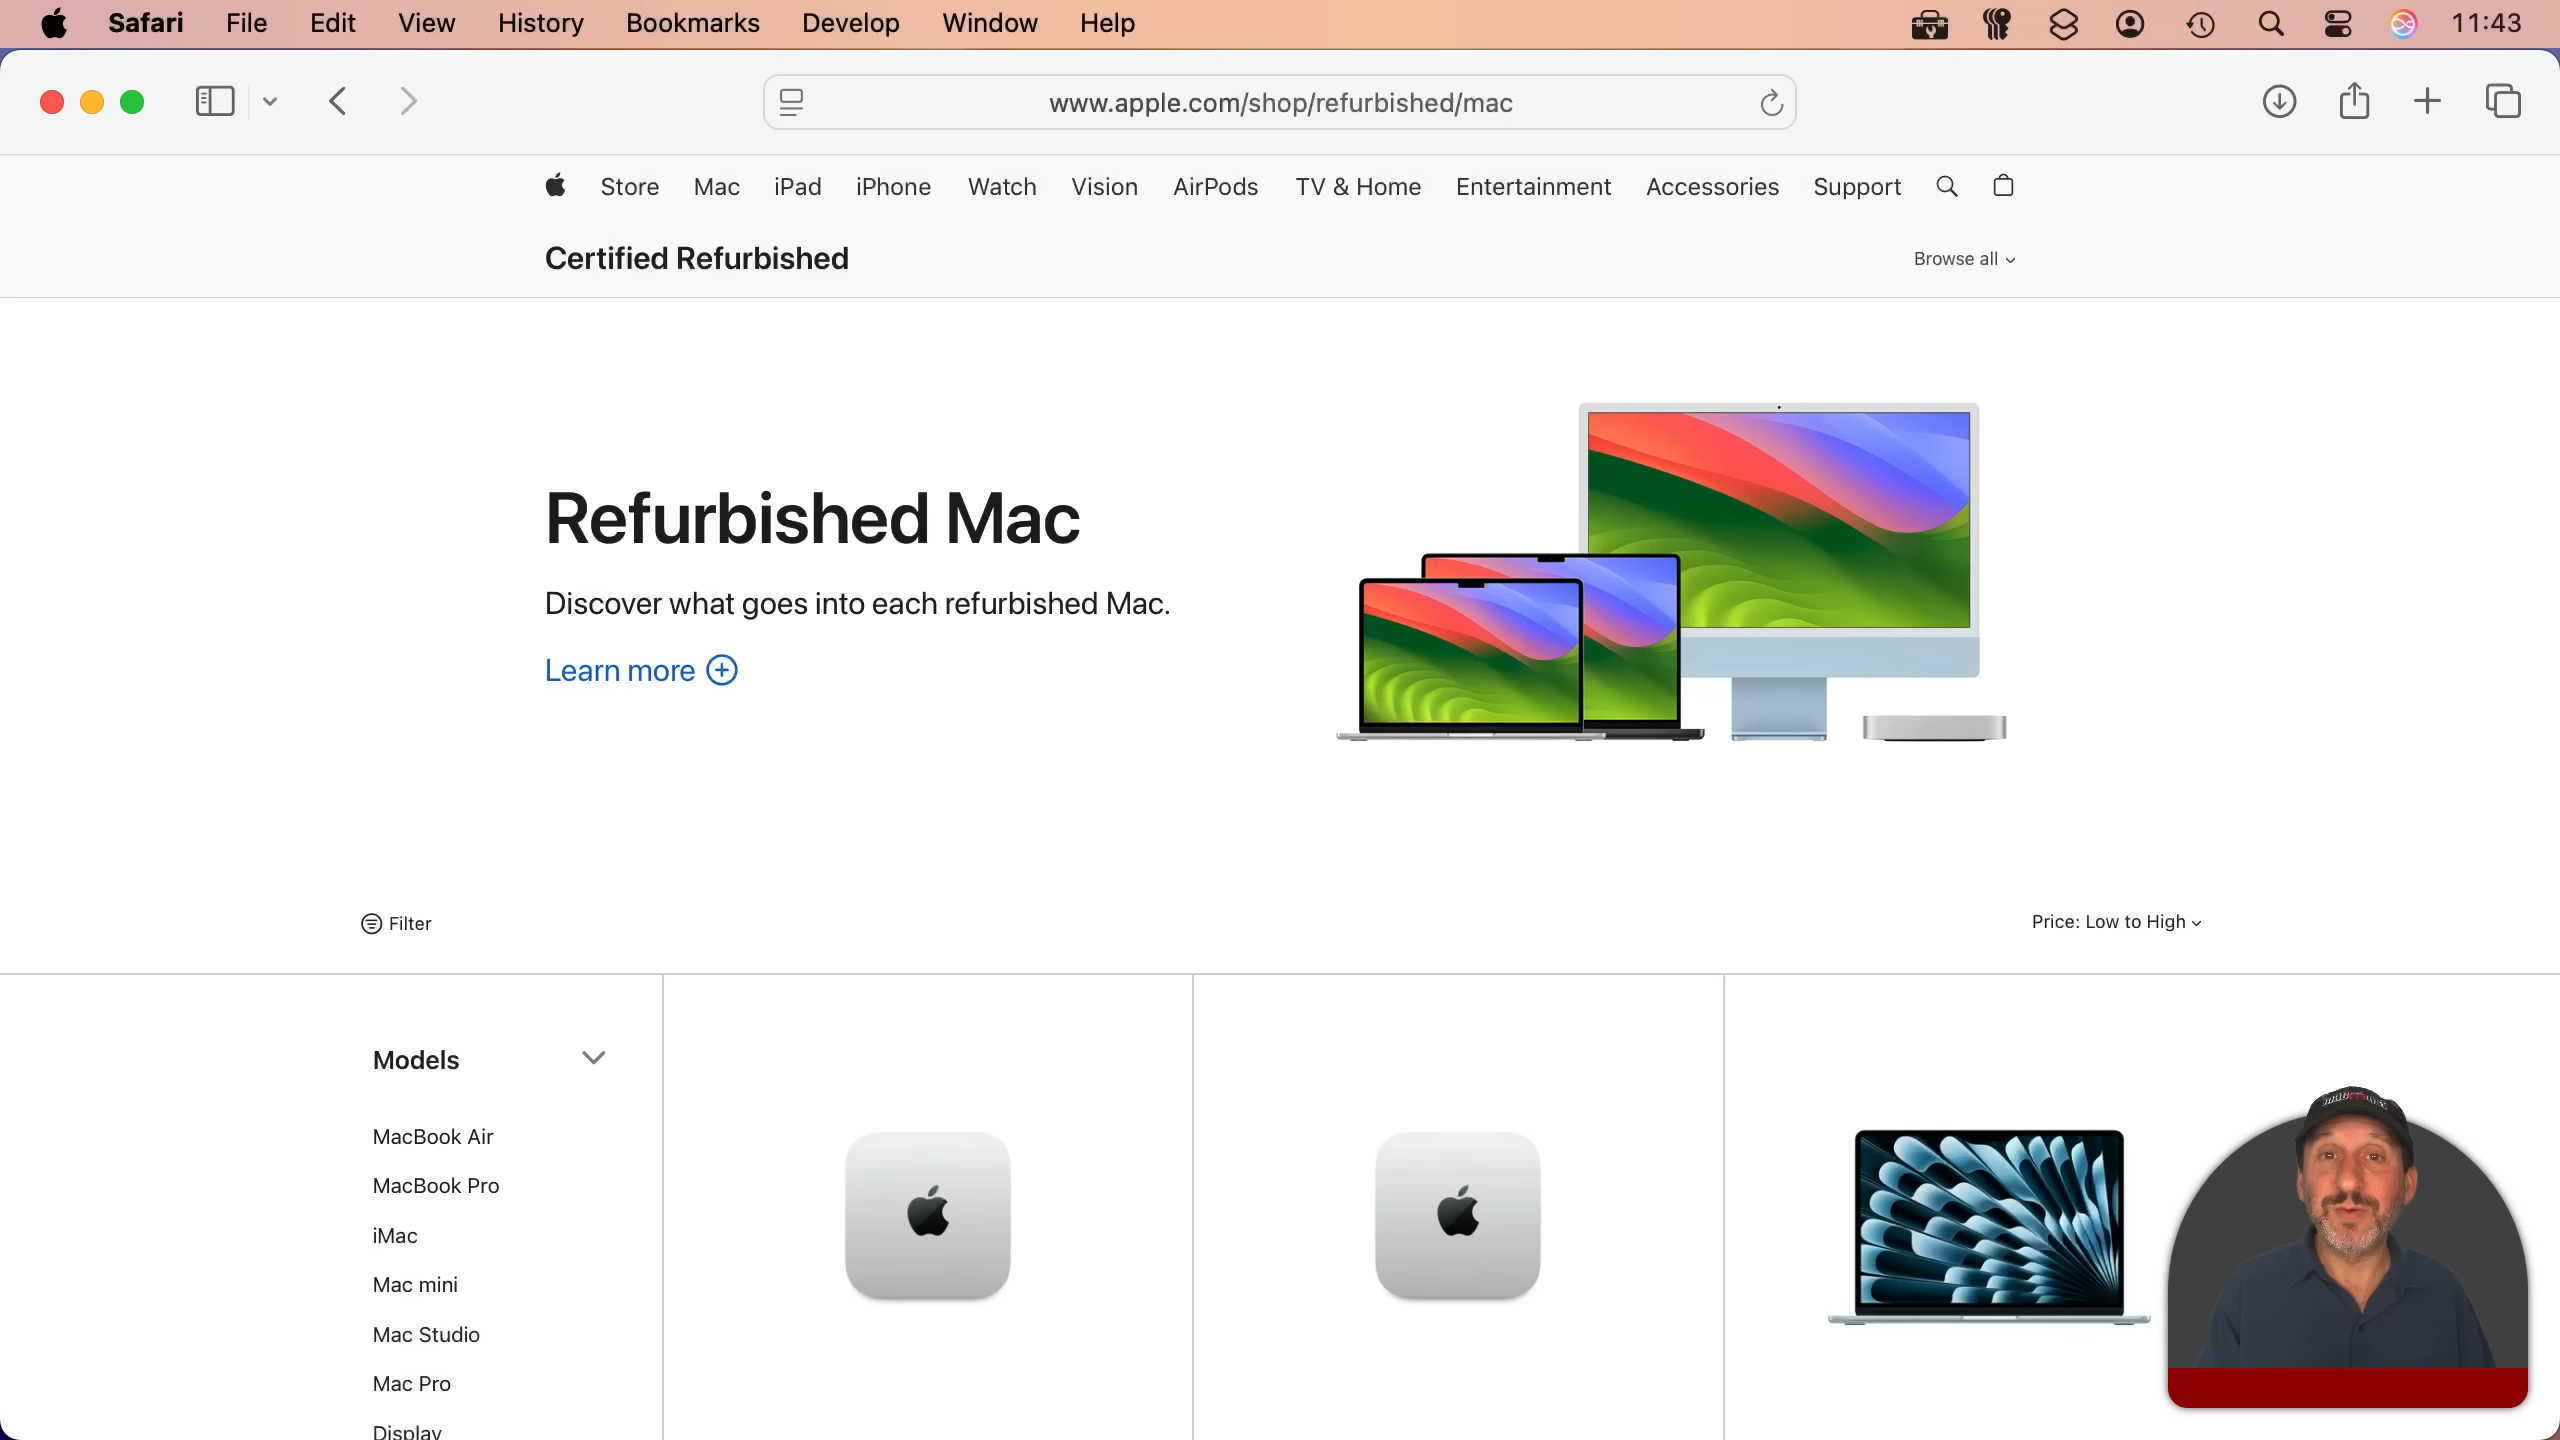 Safari File Edit View History Bookmarks Develop Window Help 11:43
www.apple.com/shop/refurbished/mac
Store Mac iPad iPhone Watch Vision AirPods TV & Home Entertainment Accessories Support
Certified Refurbished
Browse all
Refurbished Mac
Discover what goes into each refurbished Mac.
Learn more
Filter
Price: Low to High
Models
MacBook Air
MacBook Pro
iMac
Mac mini
Mac Studio
Mac Pro
Display